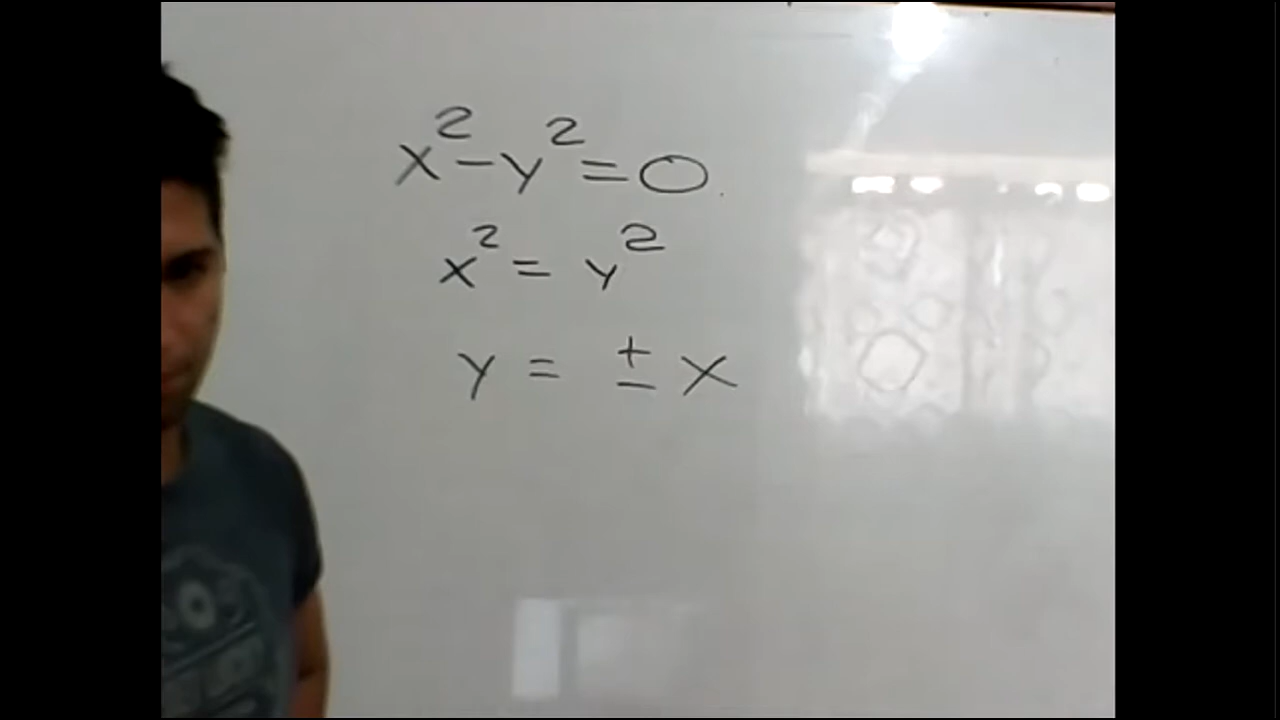 x² - y² = 0.
x² = y²
y = ± x